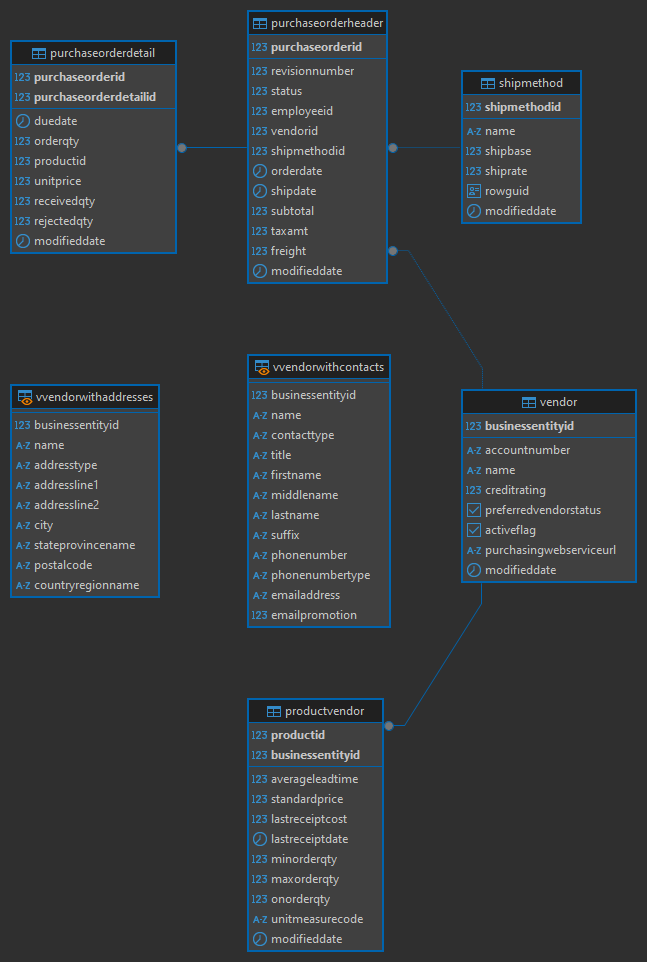 purchaseorderdetail
123 purchaseorderid
123 purchaseorderdetailid
duedate
123 orderqty
123 productid
123 unitprice
123 receivedqty
123 rejectedqty
modifieddate
purchaseorderheader
123 purchaseorderid
123 revisionnumber
123 status
123 employeeid
123 vendorid
123 shipmethodid
orderdate
shipdate
123 subtotal
123 taxamt
123 freight
modifieddate
shipmethod
123 shipmethodid
A-Z name
123 shipbase
123 shiprate
rowguid
modifieddate
vvendorwithaddresses
123 businessentityid
A-Z name
A-Z addresstype
A-Z addressline1
A-Z addressline2
A-Z city
A-Z stateprovincename
A-Z postalcode
A-Z countryregionname
vvendorwithcontacts
123 businessentityid
A-Z name
A-Z contacttype
A-Z title
A-Z firstname
A-Z middlename
A-Z lastname
A-Z suffix
A-Z phonenumber
A-Z phonenumbertype
A-Z emailaddress
123 emailpromotion
vendor
123 businessentityid
A-Z accountnumber
A-Z name
123 creditrating
preferredvendorstatus
activeflag
A-Z purchasingwebserviceurl
modifieddate
productvendor
123 productid
123 businessentityid
123 averageleadtime
123 standardprice
123 lastreceiptcost
lastreceiptdate
123 minorderqty
123 maxorderqty
123 onorderqty
A-Z unitmeasurecode
modifieddate